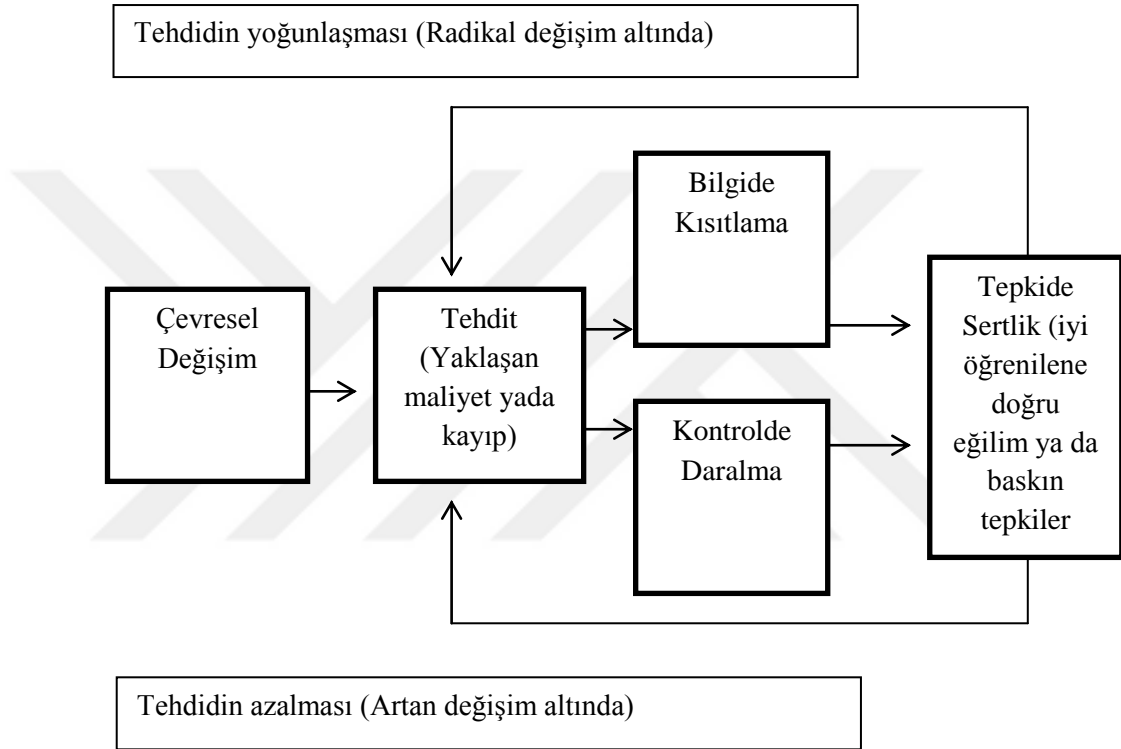 Tehdidin yoğunlaşması (Radikal değişim altında)
Bilgide
Kısıtlama
Çevresel
Değişim
Tehdit
(Yaklaşan
maliyet yada
kayıp)
Kontrolde
Daralma
Tepkide
Sertlik (iyi
öğrenilene
doğru
eğilim ya da
baskın
tepkiler
Tehdidin azalması (Artan değişim altında)